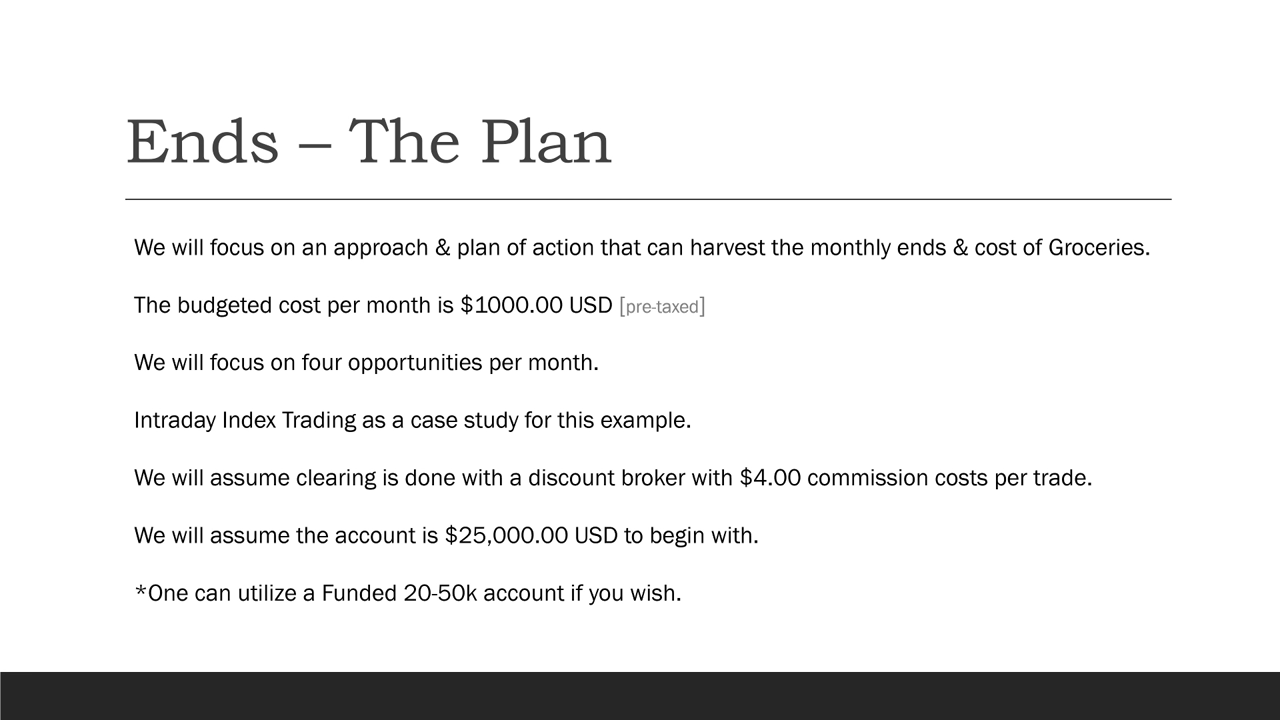 Ends – The Plan
We will focus on an approach & plan of action that can harvest the monthly ends & cost of Groceries.
The budgeted cost per month is $1000.00 USD [pre-taxed]
We will focus on four opportunities per month.
Intraday Index Trading as a case study for this example.
We will assume clearing is done with a discount broker with $4.00 commission costs per trade.
We will assume the account is $25,000.00 USD to begin with.
*One can utilize a Funded 20-50k account if you wish.